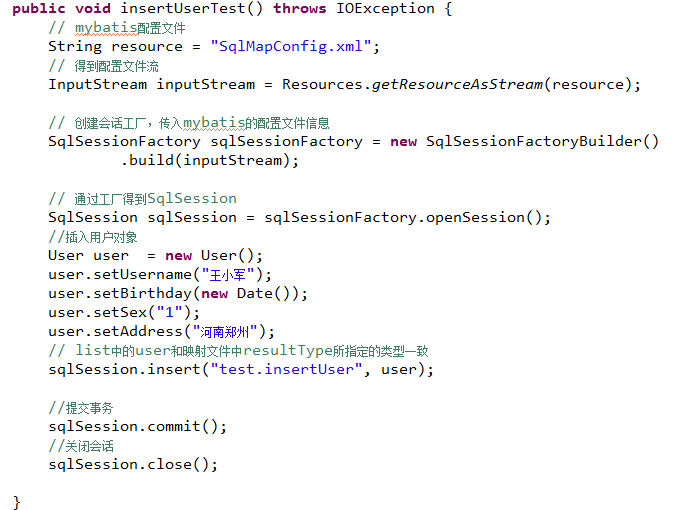 public void insertUserTest() throws IOException {
// mybatis配置文件
String resource = "SqlMapConfig.xml";
// 得到配置文件流
InputStream inputStream = Resources.getResourceAsStream(resource);
// 创建会话工厂，传入mybatis的配置文件信息
SqlSessionFactory sqlSessionFactory = new SqlSessionFactoryBuilder()
.build(inputStream);
// 通过工厂得到SqlSession
SqlSession sqlSession = sqlSessionFactory.openSession();
//插入用户对象
User user  = new User();
user.setUsername("王小军");
user.setBirthday(new Date());
user.setSex("1");
user.setAddress("河南郑州");
// list中的user和映射文件中resultType所指定的类型一致
sqlSession.insert("test.insertUser", user);
//提交事务
sqlSession.commit();
//关闭会话
sqlSession.close();
}